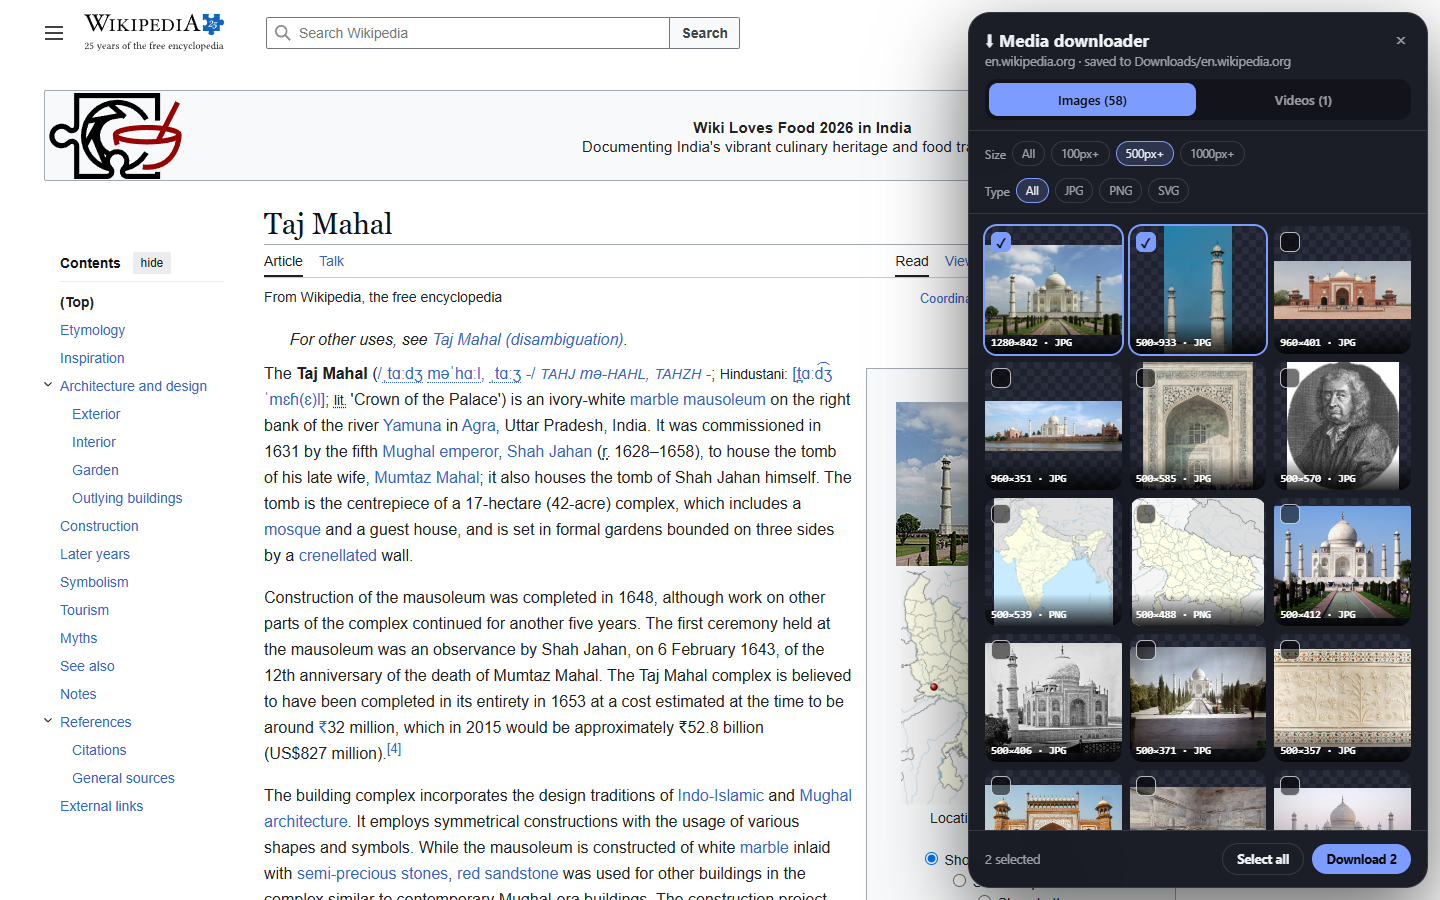 WIKIPEDIA 25
25 years of the free encyclopedia
Search Wikipedia
Search
Wiki Loves Food 2026 in India
Documenting India's vibrant culinary heritage and food
Contents hide
(Top)
Etymology
Inspiration
Architecture and design
Exterior
Interior
Garden
Outlying buildings
Construction
Later years
Symbolism
Tourism
Myths
See also
Notes
References
Citations
General sources
External links
Taj Mahal
Article Talk
Read
From Wikipedia, the free encyclopedia
For other uses, see Taj Mahal (disambiguation).
The Taj Mahal (/ˌtɑːdʒ məˈhɑːl, ˌtɑːʒ -/ TAHJ mə-HAHL, TAHZH -; Hindustani: [tɑːdʒ
ˈmɛɦ(ɛ)l]; lit. 'Crown of the Palace') is an ivory-white marble mausoleum on the right
bank of the river Yamuna in Agra, Uttar Pradesh, India. It was commissioned in
1631 by the fifth Mughal emperor, Shah Jahan (r. 1628–1658), to house the tomb
of his late wife, Mumtaz Mahal; it also houses the tomb of Shah Jahan himself. The
tomb is the centrepiece of a 17-hectare (42-acre) complex, which includes a
mosque and a guest house, and is set in formal gardens bounded on three sides
by a crenellated wall.
Construction of the mausoleum was completed in 1648, although work on other
parts of the complex continued for another five years. The first ceremony held at
the mausoleum was an observance by Shah Jahan, on 6 February 1643, of the
12th anniversary of the death of Mumtaz Mahal. The Taj Mahal complex is believed
to have been completed in its entirety in 1653 at a cost estimated at the time to be
around ₹32 million, which in 2015 would be approximately ₹52.8 billion
(US$827 million).[4]
The building complex incorporates the design traditions of Indo-Islamic and Mughal
architecture. It employs symmetrical constructions with the usage of various
shapes and symbols. While the mausoleum is constructed of white marble inlaid
with semi-precious stones, red sandstone was used for other buildings in the
complex similar to contemporary Mughal-era buildings. The construction project
Media downloader
en.wikipedia.org · saved to Downloads/en.wikipedia.org
Images (58) Videos (1)
Size All 100px+ 500px+ 1000px+
Type All JPG PNG SVG
1280×842 · JPG
500×933 · JPG
960×401 · JPG
960×351 · JPG
500×585 · JPG
500×570 · JPG
500×539 · PNG
500×488 · PNG
500×412 · JPG
500×406 · JPG
500×371 · JPG
500×357 · JPG
2 selected
Select all
Download 2